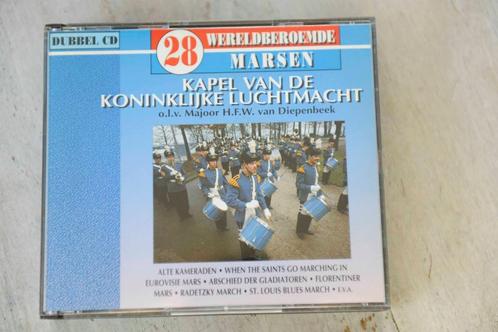 DUBBEL CD
28
WERELDBEROEMDE
MARSEN
KAPEL VAN DE
KONINKLIJKE LUCHTMACHT
o.l.v. Majoor H.F.W. van Diepenbeek
ALTE KAMERADEN • WHEN THE SAINTS GO MARCHING IN
EUROVISIE MARS • ABSCHIED DER GLADIATOREN • FLORENTINER
MARS • RADETZKY MARCH • ST. LOUIS BLUES MARCH • E.V.A.